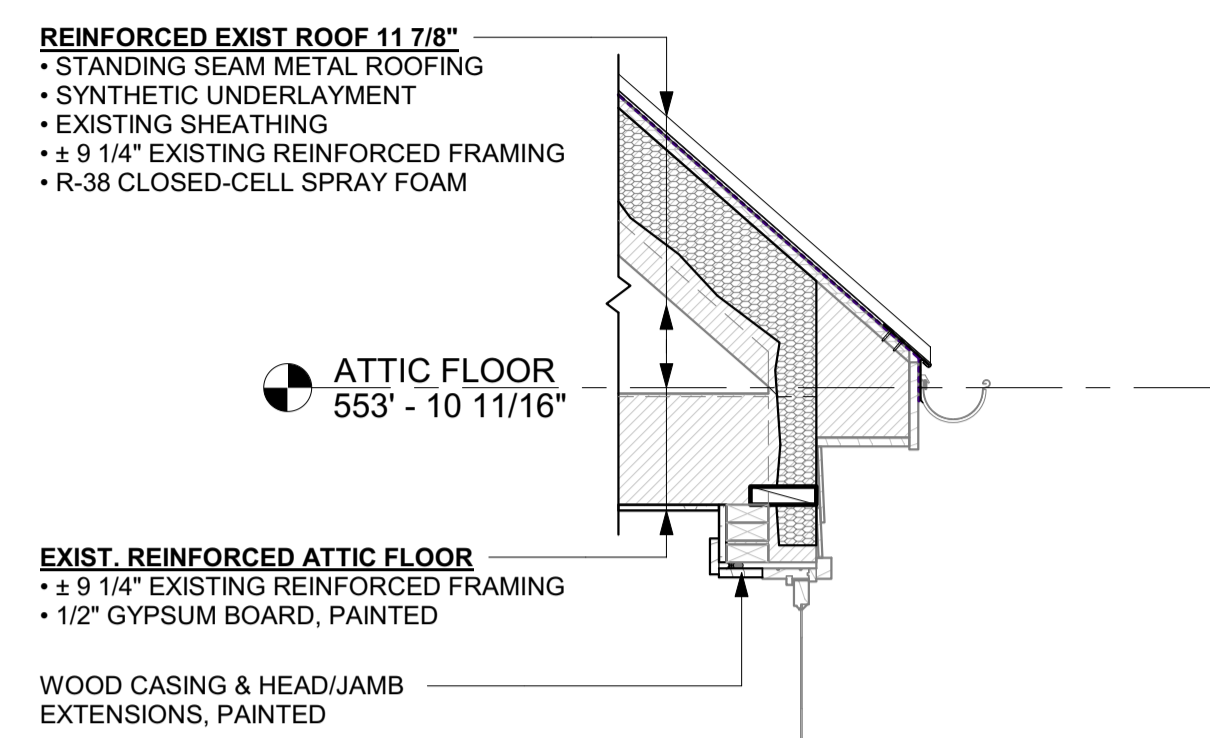 REINFORCED EXIST ROOF 11 7/8"
• STANDING SEAM METAL ROOFING
• SYNTHETIC UNDERLAYMENT
• EXISTING SHEATHING
• ± 9 1/4" EXISTING REINFORCED FRAMING
• R-38 CLOSED-CELL SPRAY FOAM
ATTIC FLOOR
553' - 10 11/16"
EXIST. REINFORCED ATTIC FLOOR
• ± 9 1/4" EXISTING REINFORCED FRAMING
• 1/2" GYPSUM BOARD, PAINTED
WOOD CASING & HEAD/JAMB
EXTENSIONS, PAINTED